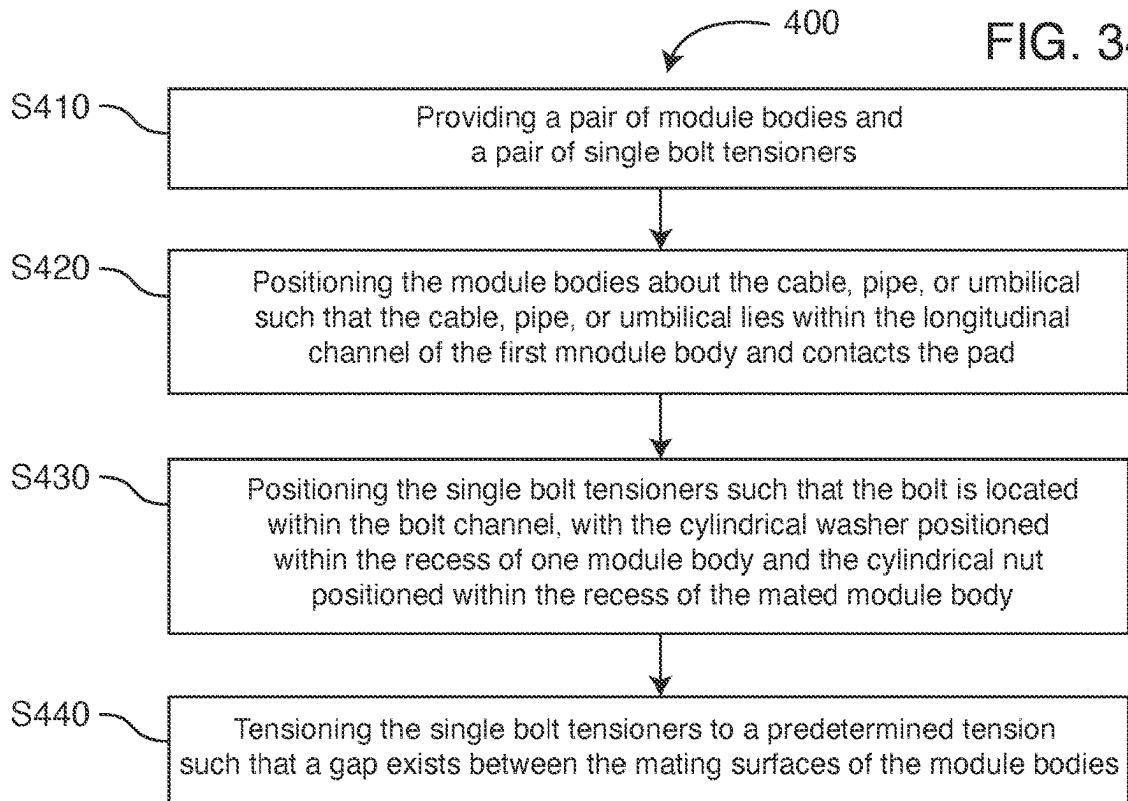 400
FIG. 34
S410
Providing a pair of module bodies and
a pair of single bolt tensioners
S420
Positioning the module bodies about the cable, pipe, or umbilical
such that the cable, pipe, or umbilical lies within the longitudinal
channel of the first mnodule body and contacts the pad
S430
Positioning the single bolt tensioners such that the bolt is located
within the bolt channel, with the cylindrical washer positioned
within the recess of one module body and the cylindrical nut
positioned within the recess of the mated module body
S440
Tensioning the single bolt tensioners to a predetermined tension
such that a gap exists between the mating surfaces of the module bodies